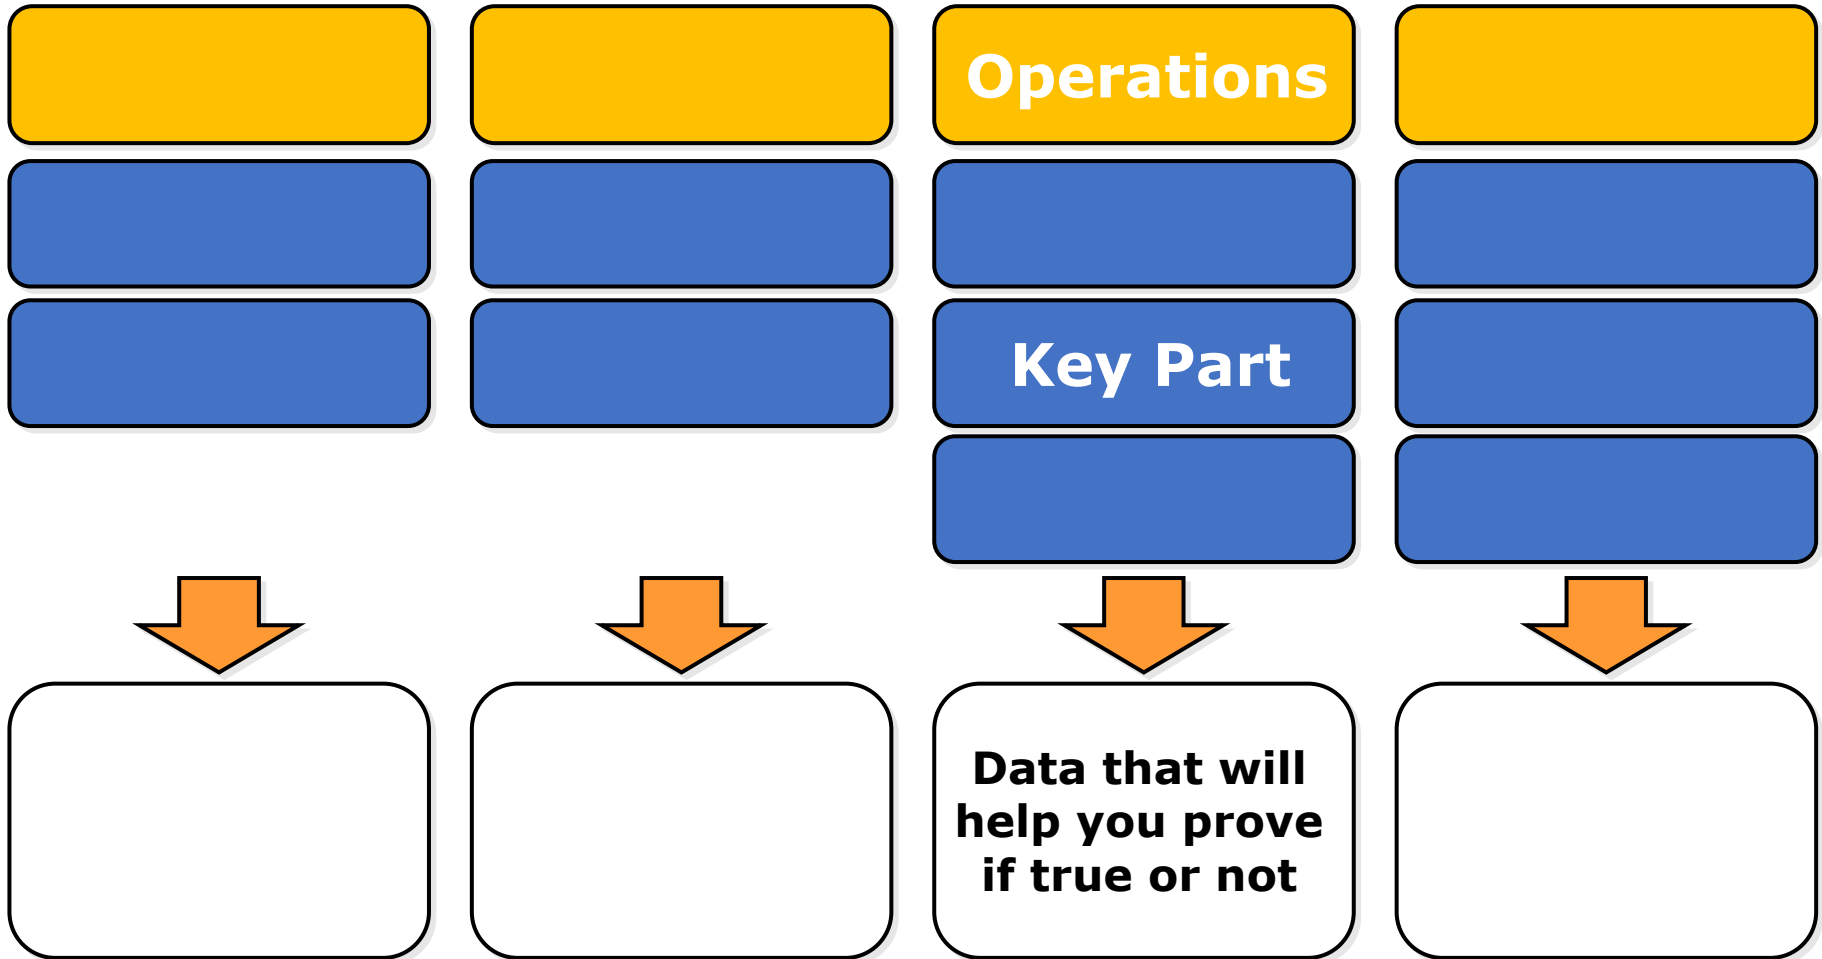 Operations
Key Part
Data that will
help you prove
if true or not